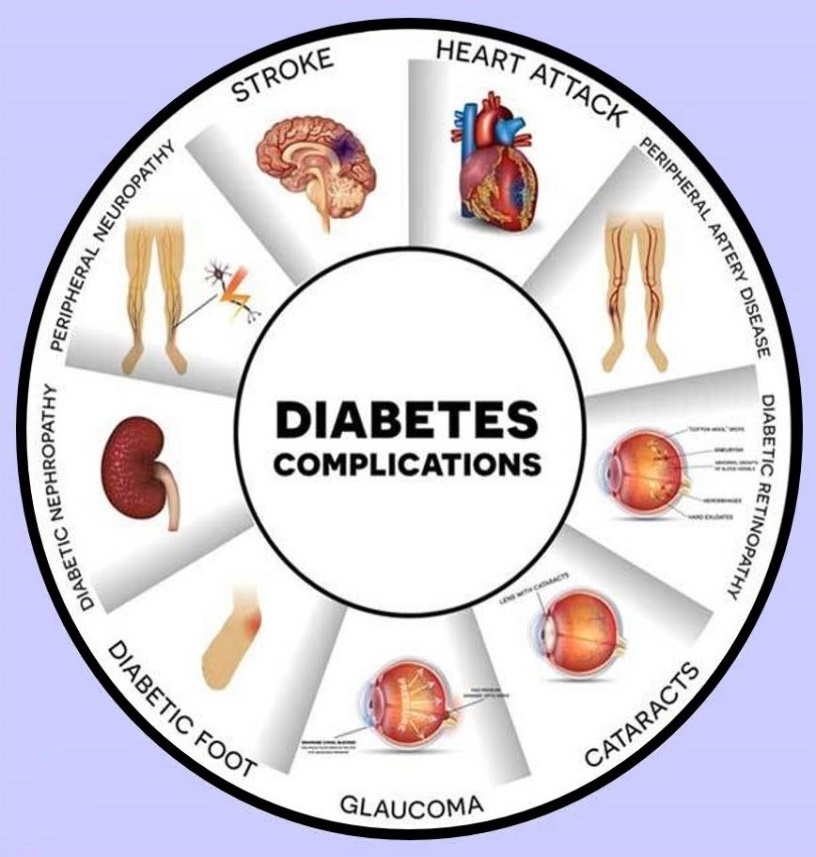 DIABETES
COMPLICATIONS
HEART ATTACK
PERIPHERAL ARTERY DISEASE
DIABETIC RETINOPATHY
"COTTON WOOL" SPOTS
ANEURYSM
ABNORMAL GROWTH
OF BLOOD VESSELS
HEMORRHAGES
HARD EXUDATES
CATARACTS
LENS WITH CATARACTS
GLAUCOMA
DIABETIC FOOT
DIABETIC NEPHROPATHY
PERIPHERAL NEUROPATHY
STROKE